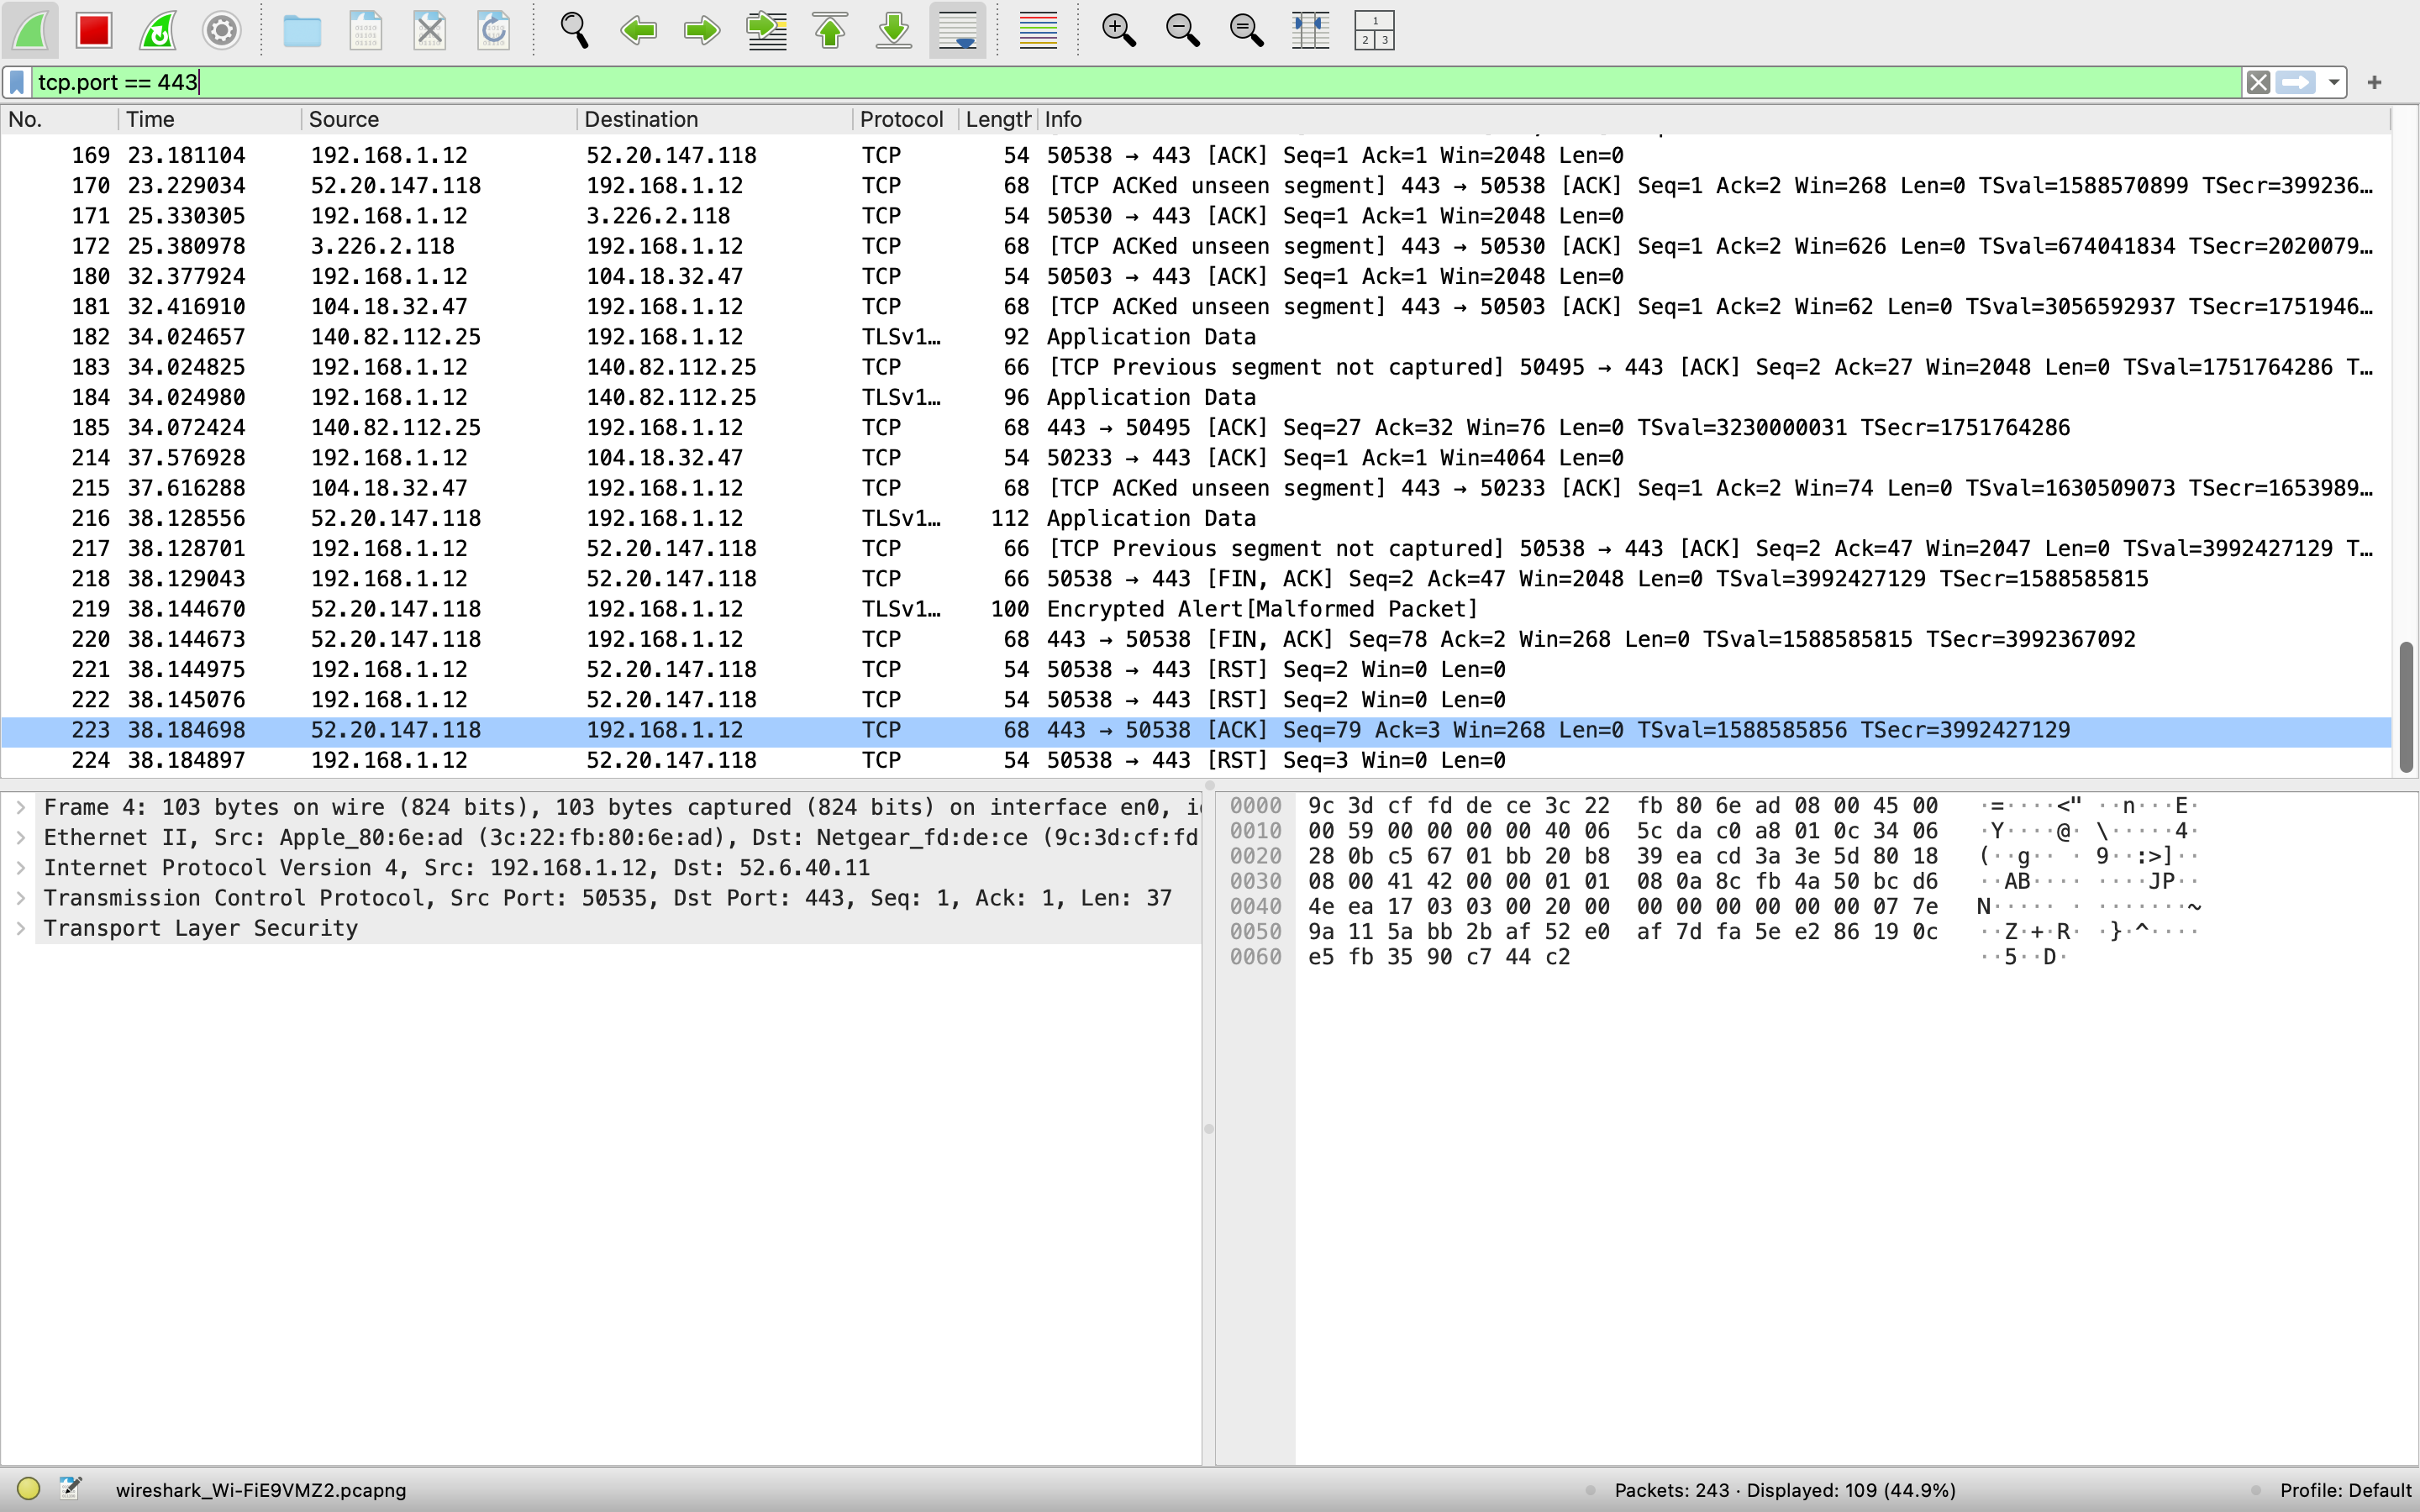 tcp.port == 443
No. Time Source Destination Protocol Length Info
169 23.181104 192.168.1.12 52.20.147.118 TCP 54 50538 → 443 [ACK] Seq=1 Ack=1 Win=2048 Len=0
170 23.229034 52.20.147.118 192.168.1.12 TCP 68 [TCP ACKed unseen segment] 443 → 50538 [ACK] Seq=1 Ack=2 Win=268 Len=0 TSval=1588570899 TSecr=399236…
171 25.330305 192.168.1.12 3.226.2.118 TCP 54 50530 → 443 [ACK] Seq=1 Ack=1 Win=2048 Len=0
172 25.380978 3.226.2.118 192.168.1.12 TCP 68 [TCP ACKed unseen segment] 443 → 50530 [ACK] Seq=1 Ack=2 Win=626 Len=0 TSval=674041834 TSecr=2020079…
180 32.377924 192.168.1.12 104.18.32.47 TCP 54 50503 → 443 [ACK] Seq=1 Ack=1 Win=2048 Len=0
181 32.416910 104.18.32.47 192.168.1.12 TCP 68 [TCP ACKed unseen segment] 443 → 50503 [ACK] Seq=1 Ack=2 Win=62 Len=0 TSval=3056592937 TSecr=1751946…
182 34.024657 140.82.112.25 192.168.1.12 TLSv1… 92 Application Data
183 34.024825 192.168.1.12 140.82.112.25 TCP 66 [TCP Previous segment not captured] 50495 → 443 [ACK] Seq=2 Ack=27 Win=2048 Len=0 TSval=1751764286 T…
184 34.024980 192.168.1.12 140.82.112.25 TLSv1… 96 Application Data
185 34.072424 140.82.112.25 192.168.1.12 TCP 68 443 → 50495 [ACK] Seq=27 Ack=32 Win=76 Len=0 TSval=3230000031 TSecr=1751764286
214 37.576928 192.168.1.12 104.18.32.47 TCP 54 50233 → 443 [ACK] Seq=1 Ack=1 Win=4064 Len=0
215 37.616288 104.18.32.47 192.168.1.12 TCP 68 [TCP ACKed unseen segment] 443 → 50233 [ACK] Seq=1 Ack=2 Win=74 Len=0 TSval=1630509073 TSecr=1653989…
216 38.128556 52.20.147.118 192.168.1.12 TLSv1… 112 Application Data
217 38.128701 192.168.1.12 52.20.147.118 TCP 66 [TCP Previous segment not captured] 50538 → 443 [ACK] Seq=2 Ack=47 Win=2047 Len=0 TSval=3992427129 T…
218 38.129043 192.168.1.12 52.20.147.118 TCP 66 50538 → 443 [FIN, ACK] Seq=2 Ack=47 Win=2048 Len=0 TSval=3992427129 TSecr=1588585815
219 38.144670 52.20.147.118 192.168.1.12 TLSv1… 100 Encrypted Alert[Malformed Packet]
220 38.144673 52.20.147.118 192.168.1.12 TCP 68 443 → 50538 [FIN, ACK] Seq=78 Ack=2 Win=268 Len=0 TSval=1588585815 TSecr=3992367092
221 38.144975 192.168.1.12 52.20.147.118 TCP 54 50538 → 443 [RST] Seq=2 Win=0 Len=0
222 38.145076 192.168.1.12 52.20.147.118 TCP 54 50538 → 443 [RST] Seq=2 Win=0 Len=0
223 38.184698 52.20.147.118 192.168.1.12 TCP 68 443 → 50538 [ACK] Seq=79 Ack=3 Win=268 Len=0 TSval=1588585856 TSecr=3992427129
224 38.184897 192.168.1.12 52.20.147.118 TCP 54 50538 → 443 [RST] Seq=3 Win=0 Len=0
Frame 4: 103 bytes on wire (824 bits), 103 bytes captured (824 bits) on interface en0,
Ethernet II, Src: Apple_80:6e:ad (3c:22:fb:80:6e:ad), Dst: Netgear_fd:de:ce (9c:3d:cf:fd
Internet Protocol Version 4, Src: 192.168.1.12, Dst: 52.6.40.11
Transmission Control Protocol, Src Port: 50535, Dst Port: 443, Seq: 1, Ack: 1, Len: 37
Transport Layer Security
0000 9c 3d cf fd de ce 3c 22 fb 80 6e ad 08 00 45 00 ·=····<" ··n···E·
0010 00 59 00 00 00 00 40 06 5c da c0 a8 01 0c 34 06 ·Y····@· \·····4·
0020 28 0b c5 67 01 bb 20 b8 39 ea cd 3a 3e 5d 80 18 (··g·· · 9··:>]··
0030 08 00 41 42 00 00 01 01 08 0a 8c fb 4a 50 bc d6 ··AB···· ····JP··
0040 4e ea 17 03 03 00 20 00 00 00 00 00 00 00 07 7e N····· · ·······~
0050 9a 11 5a bb 2b af 52 e0 af 7d fa 5e e2 86 19 0c ··Z·+·R· ·}·^····
0060 e5 fb 35 90 c7 44 c2 ··5··D·
wireshark_Wi-FiE9VMZ2.pcapng
Packets: 243 · Displayed: 109 (44.9%)
Profile: Default